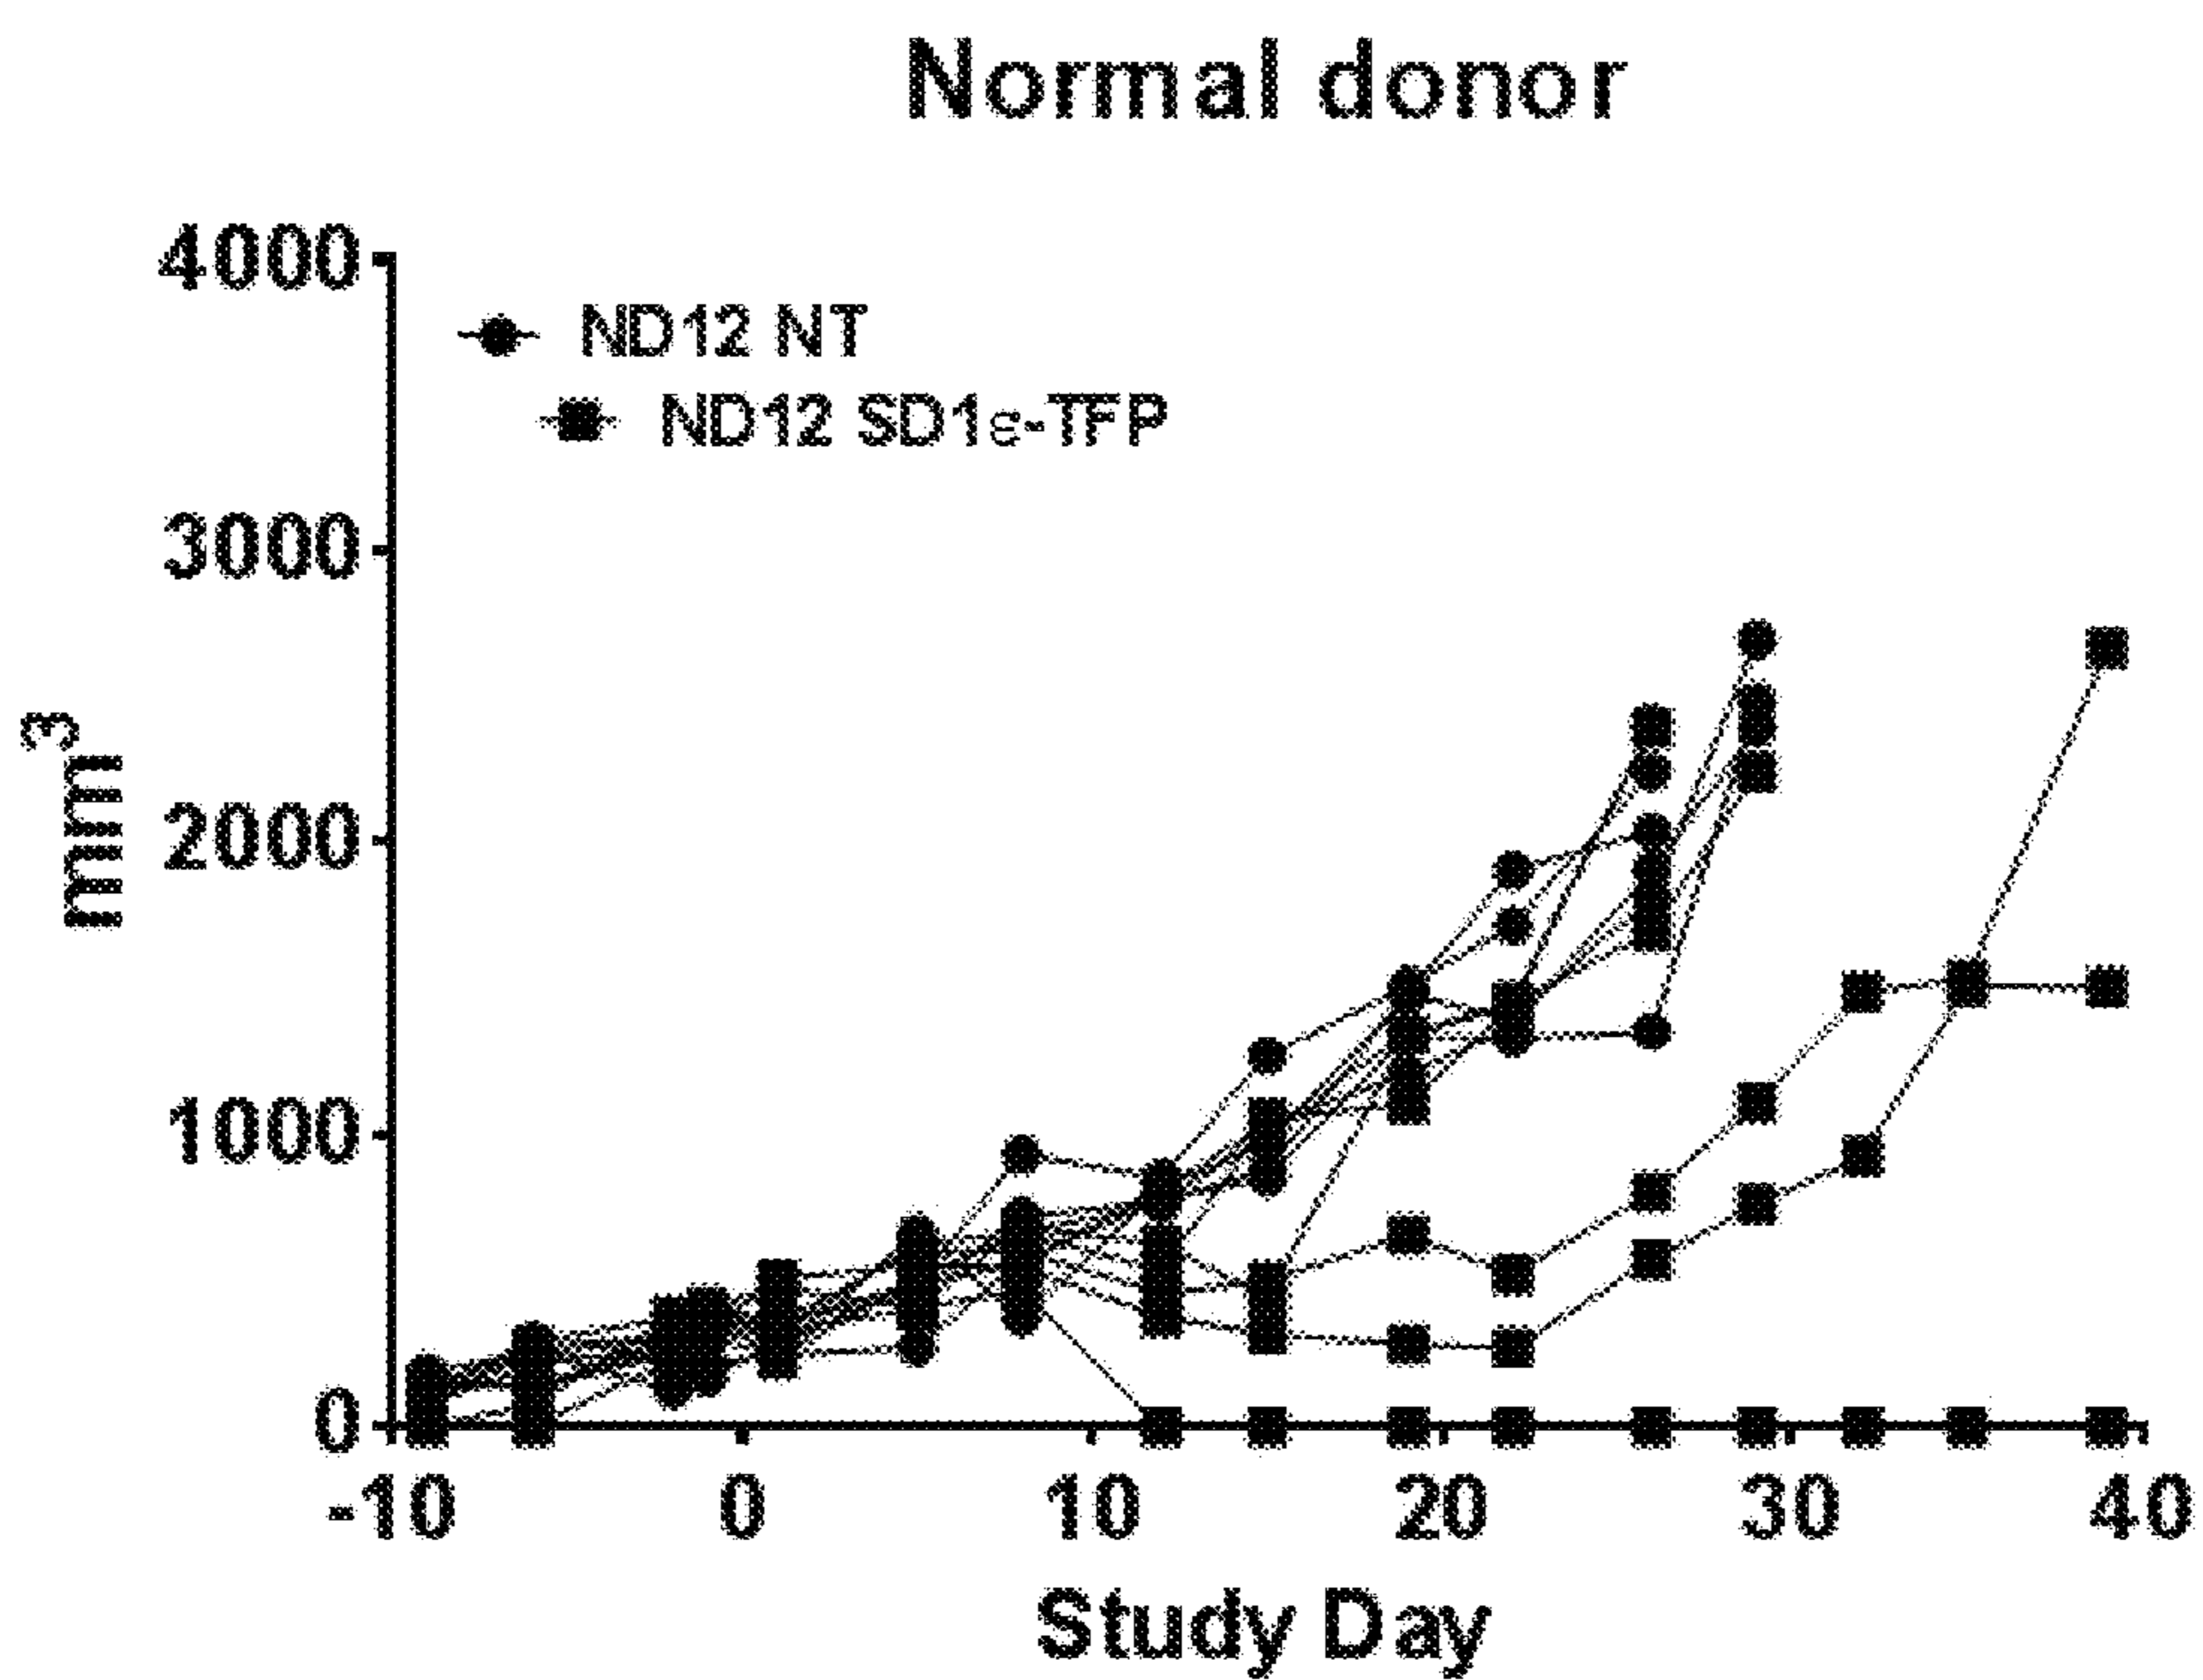 Normal donor
4000
ND12 NT
ND12 SD1ε-TFP
3000
mm³
2000
1000
0
-10 0 10 20 30 40
Study Day